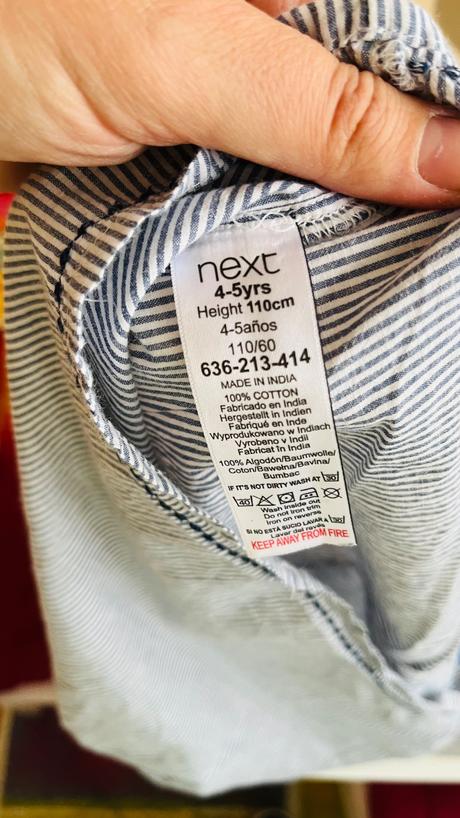 next
4-5yrs
Height 110cm
4-5años
110/60
636-213-414
MADE IN INDIA
100% COTTON
Fabricado en India
Hergestellt in Indien
Fabriqué en Inde
Wyprodukowano w Indiach
Vyrobeno v Indii
Fabricat în India
100% Algodón/Baumwolle/
Coton/Bawełna/Bavlna/
Bumbac
IF IT'S NOT DIRTY WASH AT 30
40
Wash inside out
Do not iron trim
Iron on reverse
SI NO ESTÁ SUCIO LAVAR A 30
Lavar del revés
KEEP AWAY FROM FIRE